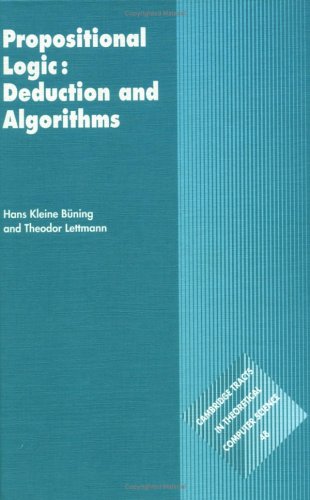 Propositional
Logic:
Deduction and
Algorithms
Hans Kleine Büning
and Theodor Lettmann
CAMBRIDGE TRACTS
IN THEORETICAL
COMPUTER SCIENCE
48